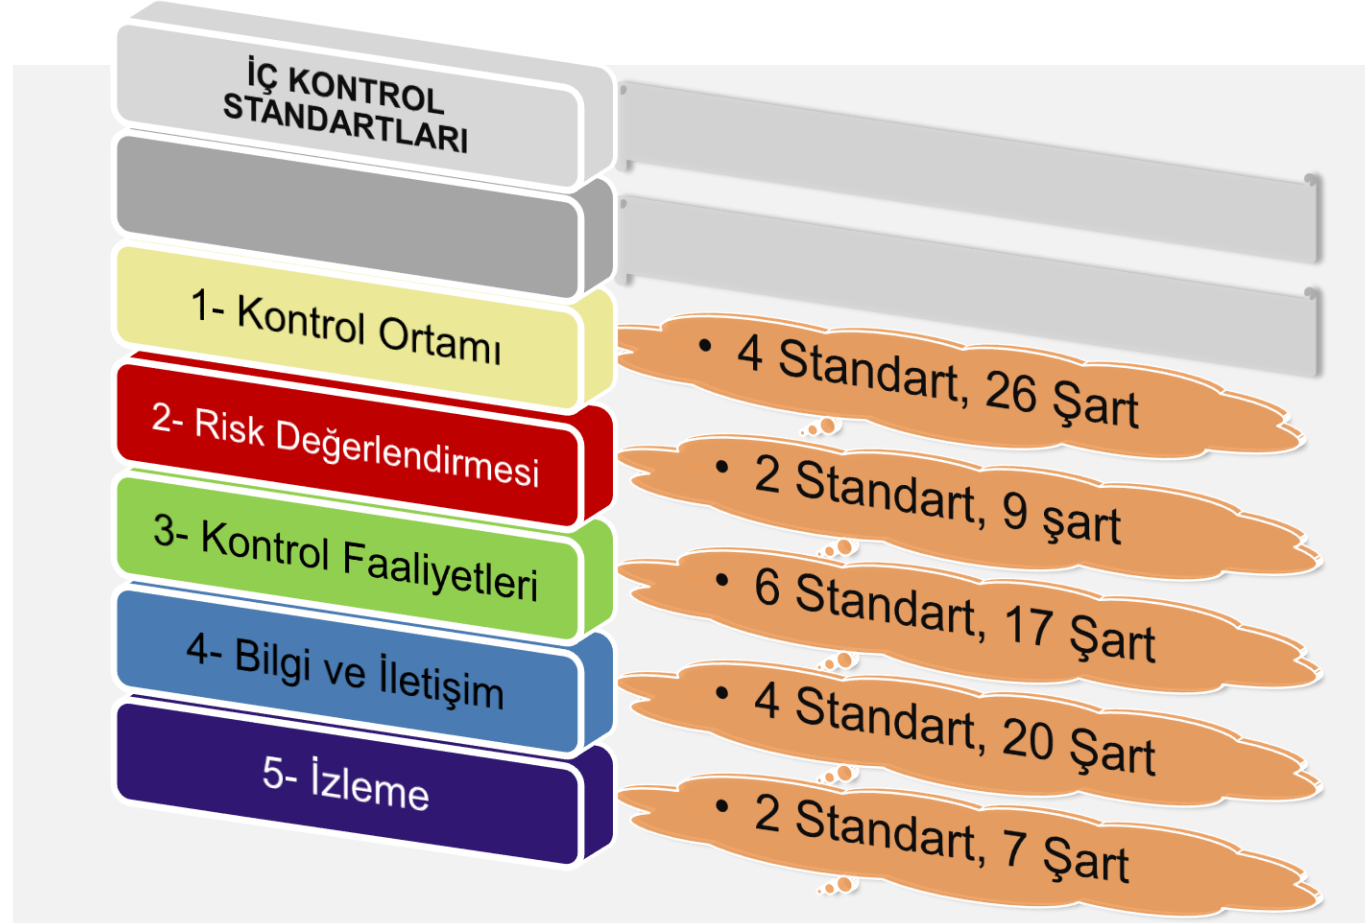 İÇ KONTROL
STANDARTLARI
1- Kontrol Ortamı
• 4 Standart, 26 Şart
2- Risk Değerlendirmesi
• 2 Standart, 9 şart
3- Kontrol Faaliyetleri
• 6 Standart, 17 Şart
4- Bilgi ve İletişim
• 4 Standart, 20 Şart
5- İzleme
• 2 Standart, 7 Şart